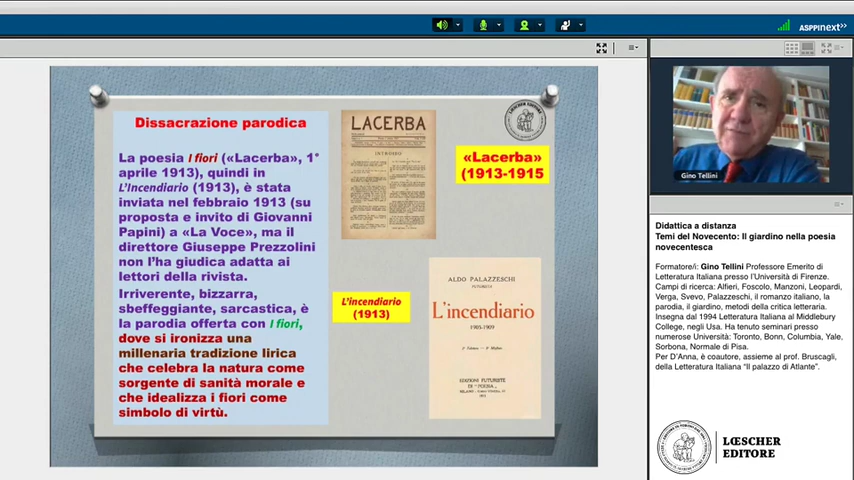 ASPPInext>>
Dissacrazione parodica
La poesia I fiori («Lacerba», 1°
aprile 1913), quindi in
L'Incendiario (1913), è stata
inviata nel febbraio 1913 (su
proposta e invito di Giovanni
Papini) a «La Voce», ma il
direttore Giuseppe Prezzolini
non l'ha giudica adatta ai
lettori della rivista.
Irriverente, bizzarra,
sbeffeggiante, sarcastica, è
la parodia offerta con I fiori,
dove si ironizza una
millenaria tradizione lirica
che celebra la natura come
sorgente di sanità morale e
che idealizza i fiori come
simbolo di virtù.
LACERBA
LOESCHER EDITORE
«Lacerba»
(1913-1915
L'incendiario
(1913)
ALDO PALAZZESCHI
FUTURISTA
L'incendiario
1905-1909
EDIZIONI FUTURISTE
DI "POESIA"
Gino Tellini
Didattica a distanza
Temi del Novecento: Il giardino nella poesia
novecentesca
Formatore/i: Gino Tellini Professore Emerito di
Letteratura Italiana presso l'Università di Firenze.
Campi di ricerca: Alfieri, Foscolo, Manzoni, Leopardi,
Verga, Svevo, Palazzeschi, il romanzo italiano, la
parodia, il giardino, metodi della critica letteraria.
Insegna dal 1994 Letteratura Italiana al Middlebury
College, negli Usa. Ha tenuto seminari presso
numerose Università: Toronto, Bonn, Columbia, Yale,
Sorbona, Normale di Pisa.
Per D'Anna, è coautore, assieme al prof. Bruscagli,
della Letteratura Italiana "Il palazzo di Atlante".
LŒSCHER
EDITORE